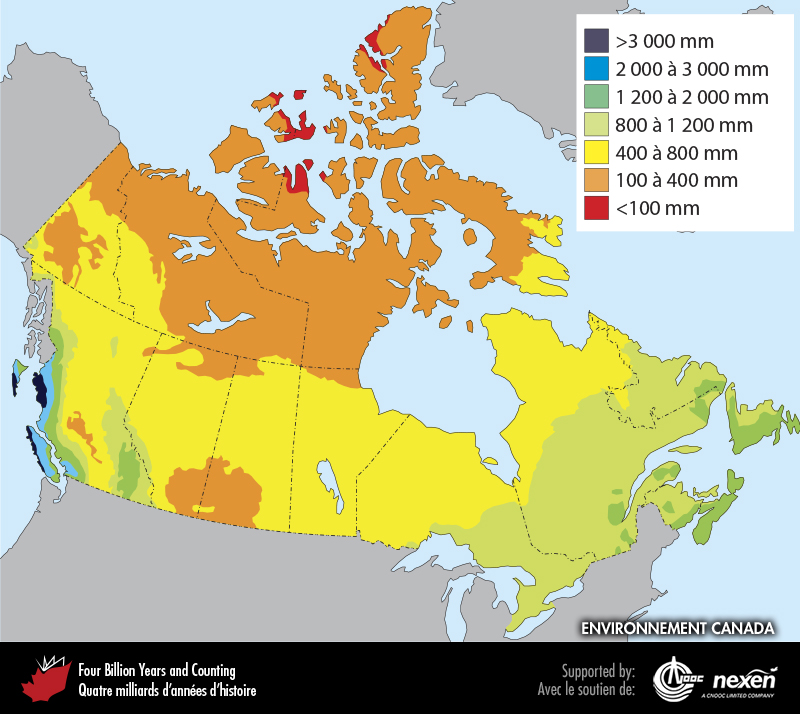 >3 000 mm
2 000 à 3 000 mm
1 200 à 2 000 mm
800 à 1 200 mm
400 à 800 mm
100 à 400 mm
<100 mm
ENVIRONNEMENT CANADA
Four Billion Years and Counting
Quatre milliards d'années d'histoire
Supported by:
Avec le soutien de:
CNOOC
nexen
A CNOOC LIMITED COMPANY